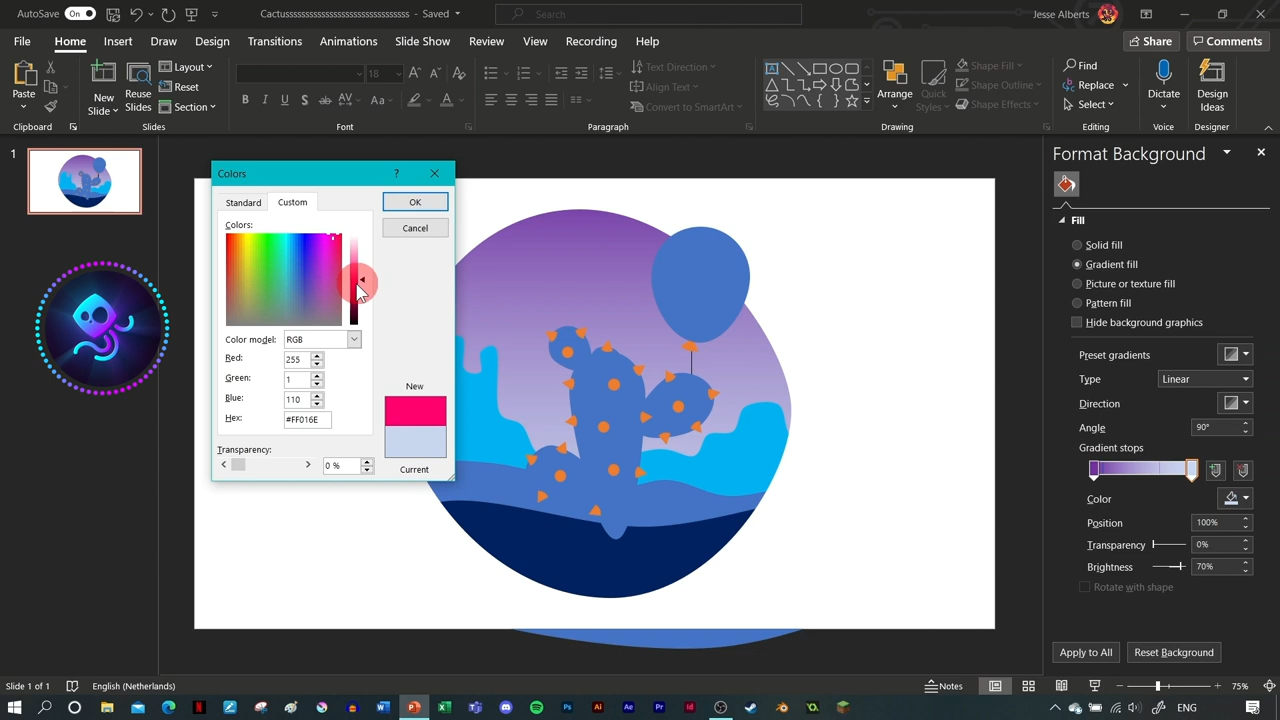 AutoSave On Cactussssssssssssssssssssssssssssssss - Saved Search Jesse Alberts
File Home Insert Draw Design Transitions Animations Slide Show Review View Recording Help Share Comments
Paste
New
Slide
Reuse
Slides
Layout
Reset
Section
18
Aa
Text Direction
Align Text
Convert to SmartArt
Arrange
Quick
Styles
Shape Fill
Shape Outline
Shape Effects
Find
Replace
Select
Dictate
Design
Ideas
Clipboard Slides Font Paragraph Drawing Editing Voice Designer
1
Colors ?
Standard Custom
OK
Cancel
Colors:
Color model: RGB
Red: 255
Green: 1
Blue: 110
Hex: #FF016E
New
Current
Transparency:
0 %
Format Background
Fill
Solid fill
Gradient fill
Picture or texture fill
Pattern fill
Hide background graphics
Preset gradients
Type Linear
Direction
Angle 90°
Gradient stops
Color
Position 100%
Transparency 0%
Brightness 70%
Rotate with shape
Apply to All Reset Background
Slide 1 of 1 English (Netherlands) Notes 75%
ENG